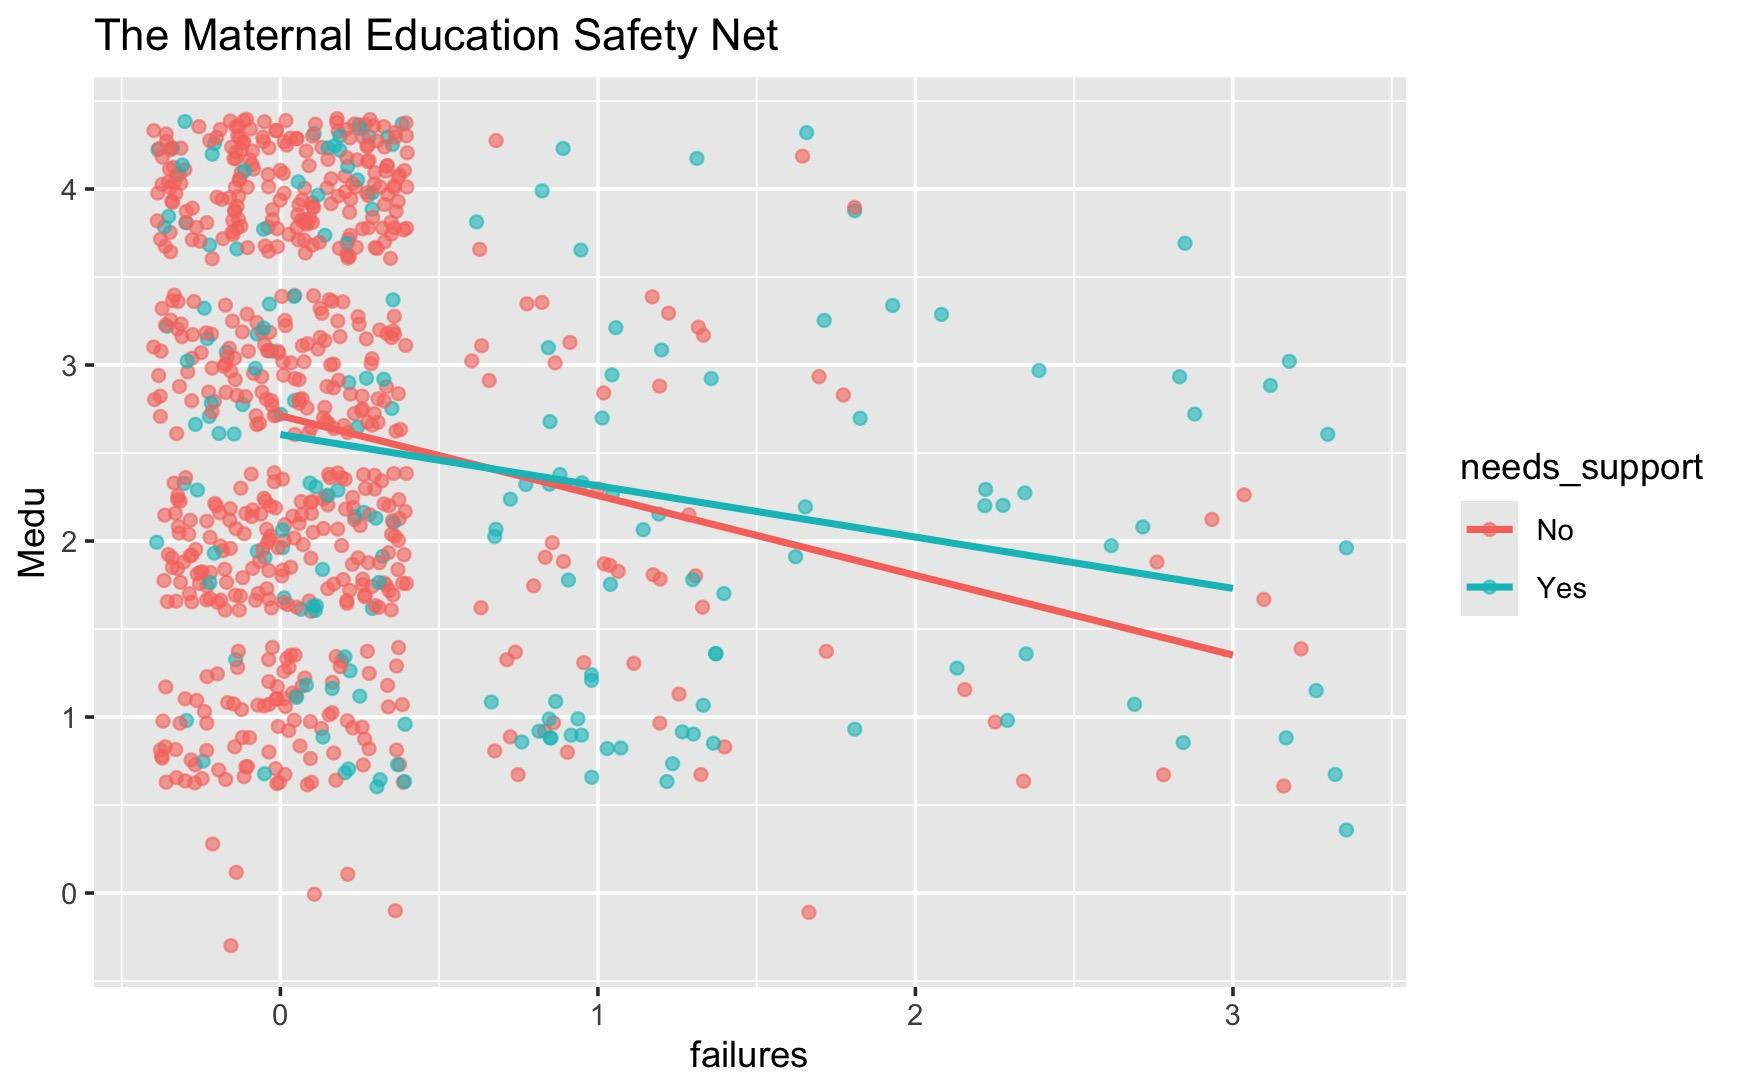 The Maternal Education Safety Net
4
3
2
1
0
Medu
0 1 2 3
failures
needs_support
No
Yes